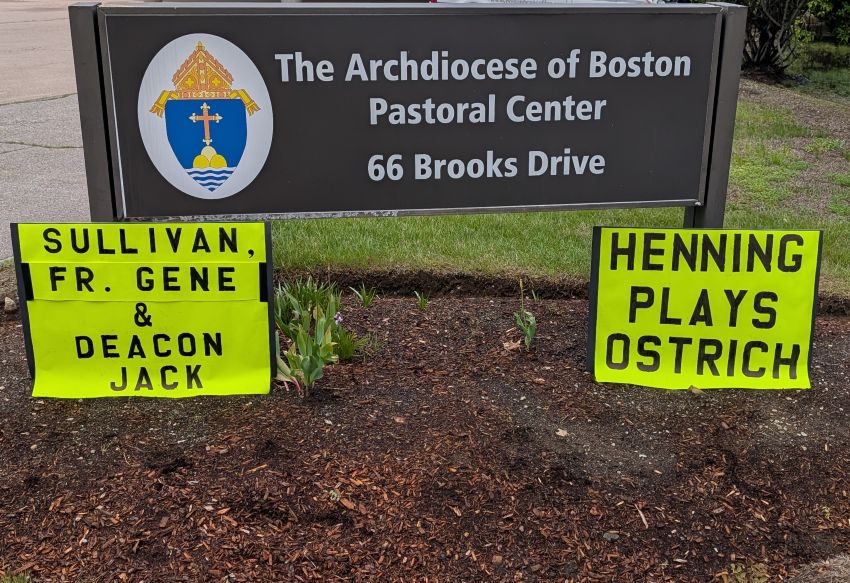 The Archdiocese of Boston
Pastoral Center
66 Brooks Drive
SULLIVAN,
FR. GENE
&
DEACON
JACK
HENNING
PLAYS
OSTRICH